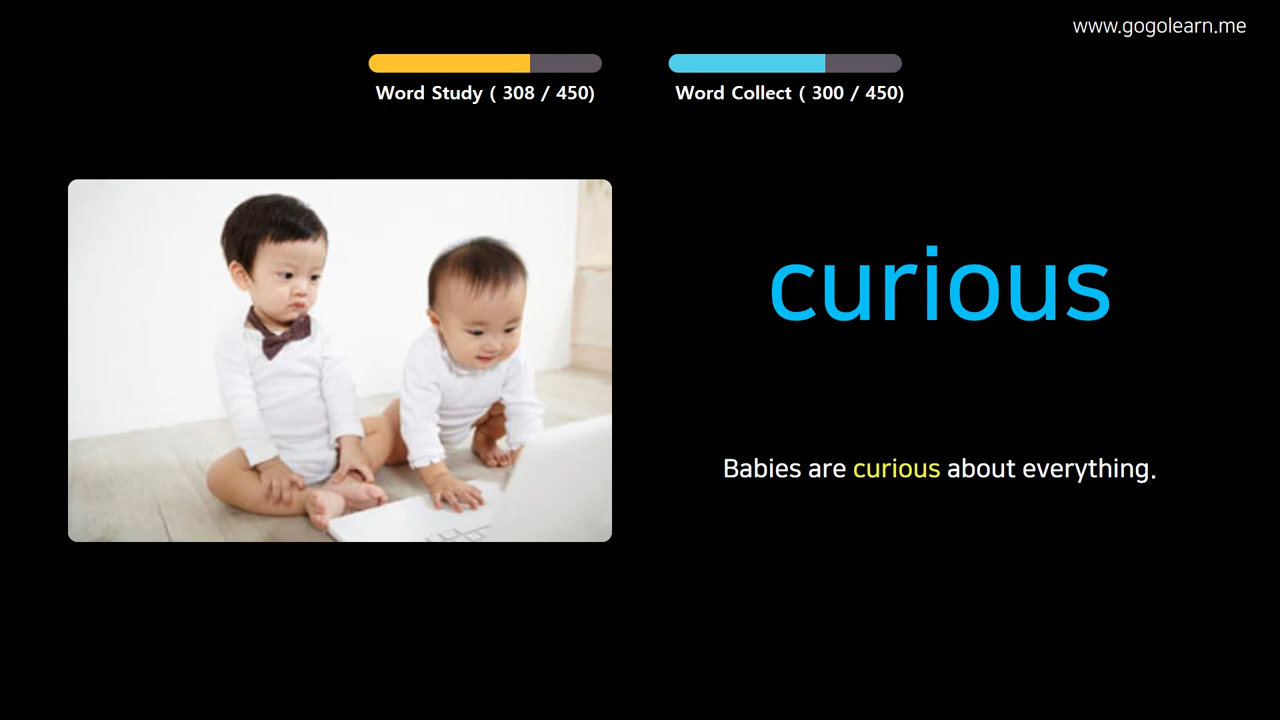 www.gogolearn.me
Word Study ( 308 / 450)
Word Collect ( 300 / 450)
curious
Babies are curious about everything.